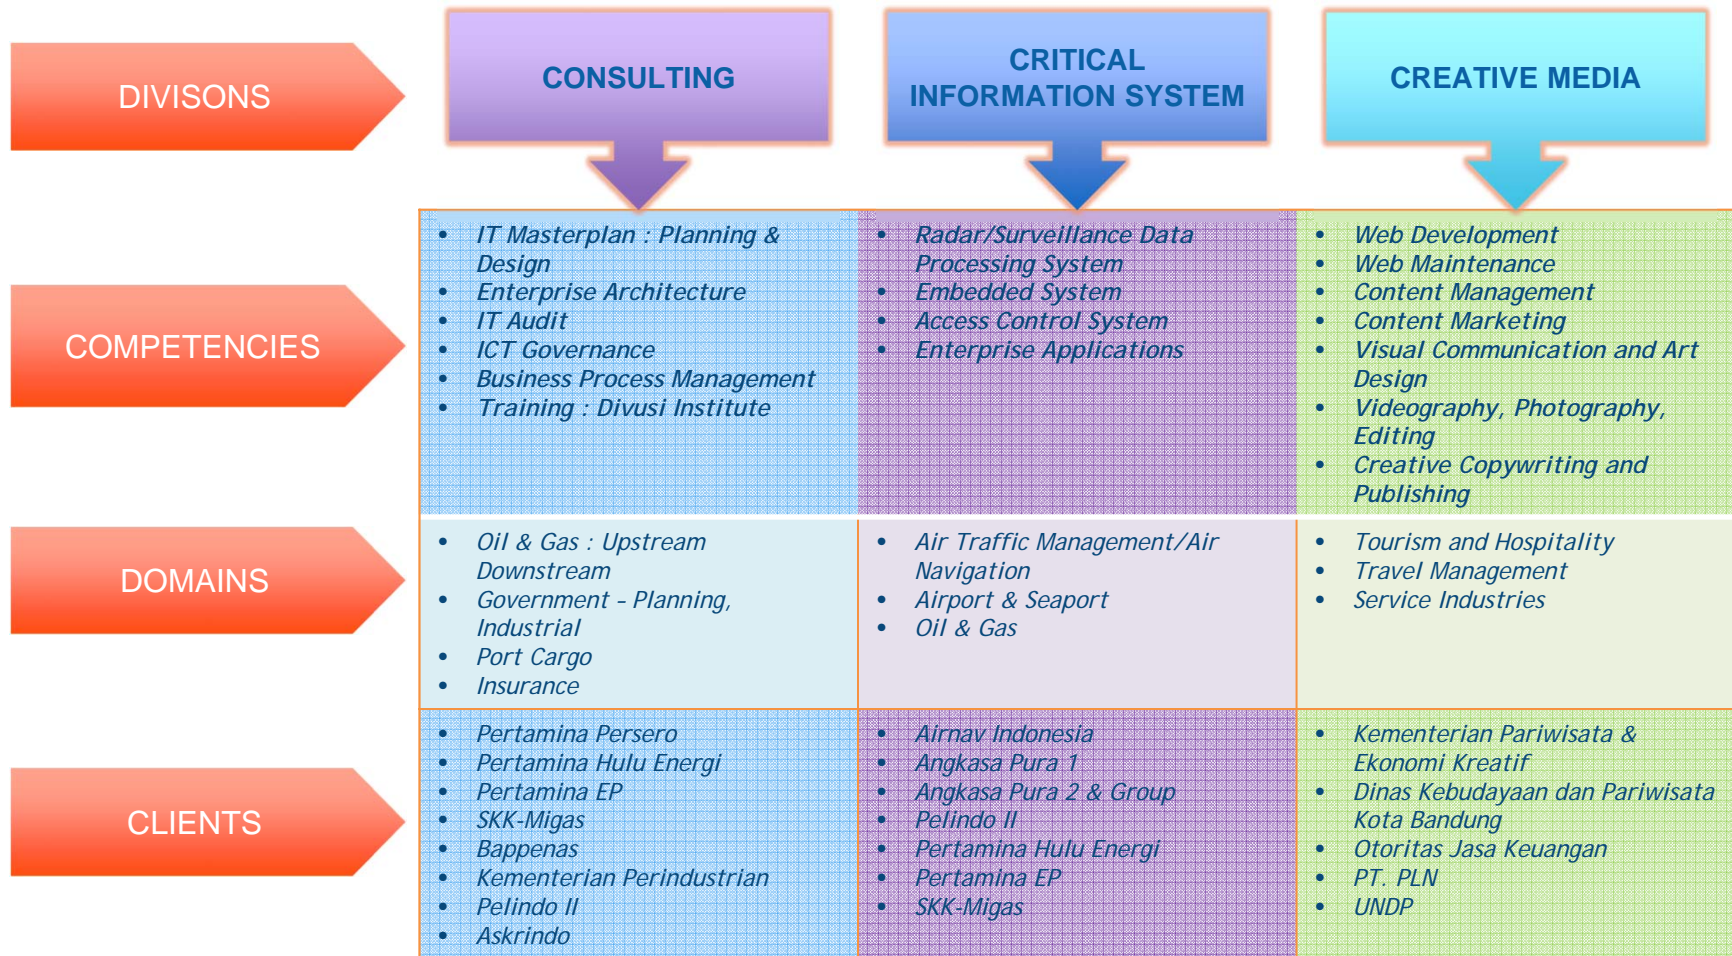 DIVISONS
CONSULTING
CRITICAL
INFORMATION SYSTEM
CREATIVE MEDIA
COMPETENCIES
• IT Masterplan : Planning &
Design
• Enterprise Architecture
• IT Audit
• ICT Governance
• Business Process Management
• Training : Divusi Institute
• Radar/Surveillance Data
Processing System
• Embedded System
• Access Control System
• Enterprise Applications
• Web Development
• Web Maintenance
• Content Management
• Content Marketing
• Visual Communication and Art
Design
• Videography, Photography,
Editing
• Creative Copywriting and
Publishing
DOMAINS
• Oil & Gas : Upstream
Downstream
• Government – Planning,
Industrial
• Port Cargo
• Insurance
• Air Traffic Management/Air
Navigation
• Airport & Seaport
• Oil & Gas
• Tourism and Hospitality
• Travel Management
• Service Industries
CLIENTS
• Pertamina Persero
• Pertamina Hulu Energi
• Pertamina EP
• SKK-Migas
• Bappenas
• Kementerian Perindustrian
• Pelindo II
• Askrindo
• Airnav Indonesia
• Angkasa Pura 1
• Angkasa Pura 2 & Group
• Pelindo II
• Pertamina Hulu Energi
• Pertamina EP
• SKK-Migas
• Kementerian Pariwisata &
Ekonomi Kreatif
• Dinas Kebudayaan dan Pariwisata
Kota Bandung
• Otoritas Jasa Keuangan
• PT. PLN
• UNDP